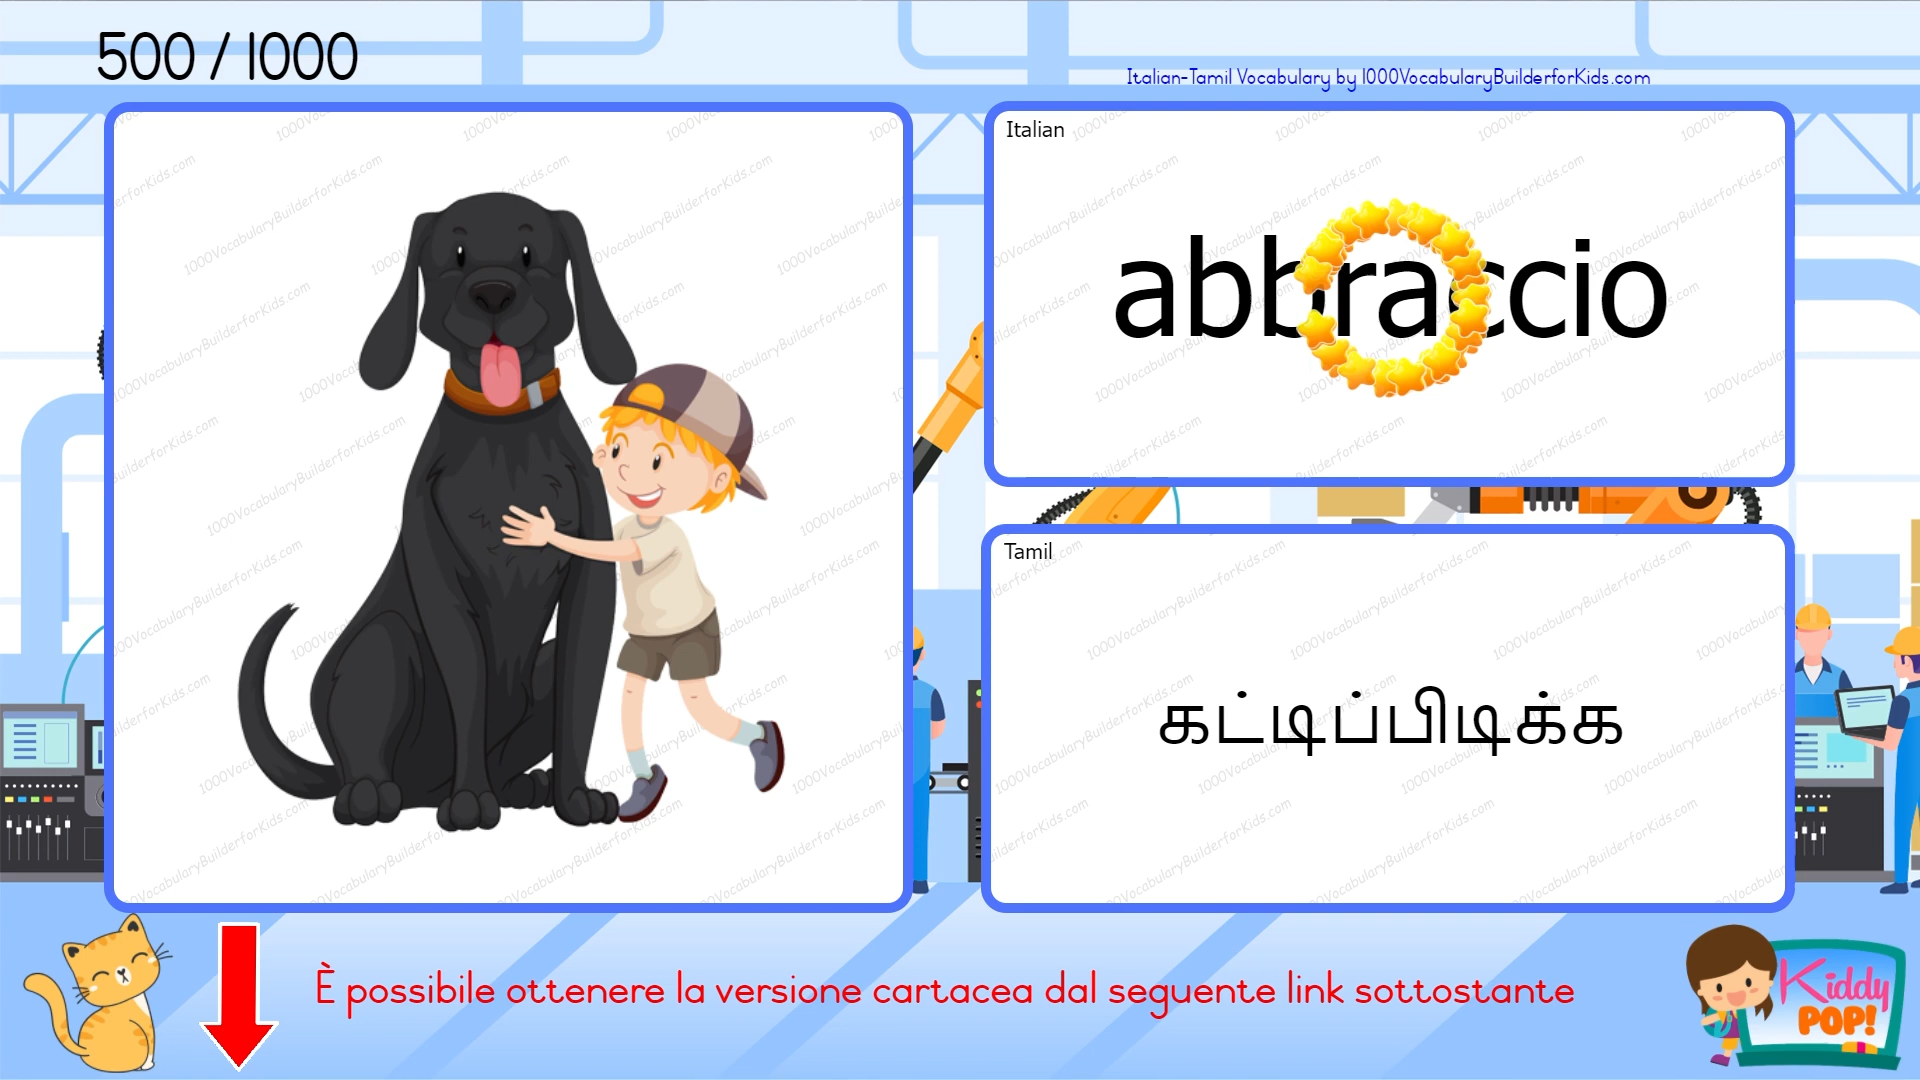 500 / 1000
Italian-Tamil Vocabulary by 1000VocabularyBuilderforKids.com
Italian
abbraccio
Tamil
கட்டிப்பிடிக்க
È possibile ottenere la versione cartacea dal seguente link sottostante
Kiddy
POP!